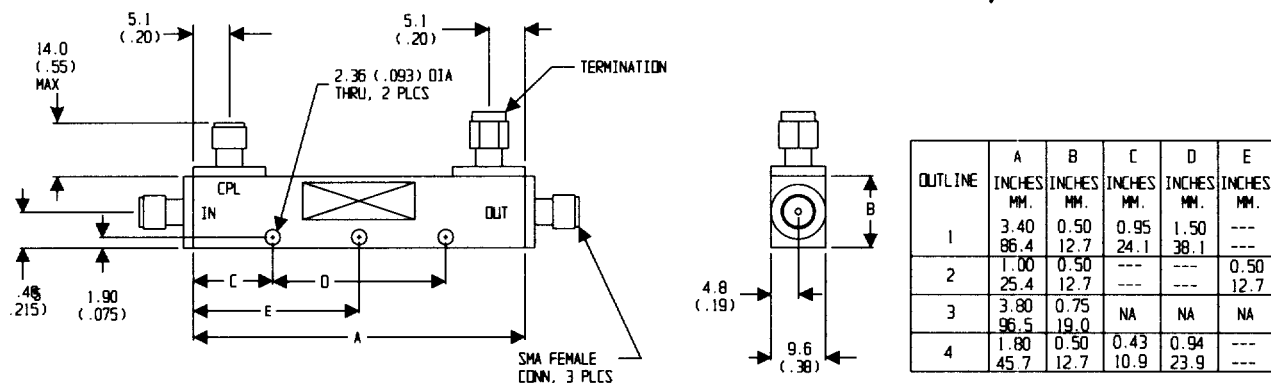 5.1
(.20)
5.1
(.20)
14.0
(.55)
MAX
2.36 (.093) DIA
THRU, 2 PLCS
TERMINATION
CPL
IN
OUT
.215)
1.90
(.075)
C
D
E
A
SMA FEMALE
CONN, 3 PLCS
B
4.8
(.19)
9.6
(.38)
OUTLINE A B C D E
INCHES INCHES INCHES INCHES INCHES
MM. MM. MM. MM. MM.
1 3.40 0.50 0.95 1.50 ---
86.4 12.7 24.1 38.1 ---
2 1.00 0.50 --- --- 0.50
25.4 12.7 --- --- 12.7
3 3.80 0.75 NA NA NA
96.5 19.0
4 1.80 0.50 0.43 0.94 ---
45.7 12.7 10.9 23.9 ---